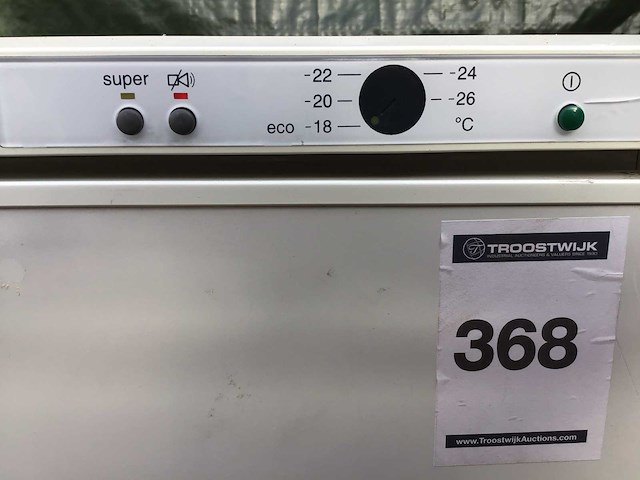 super
-22
-24
-20
-26
eco -18
°C
TROOSTWIJK
INDUSTRIAL AUCTIONEERS & VALUERS SINCE 1930
368
www.TroostwijkAuctions.com